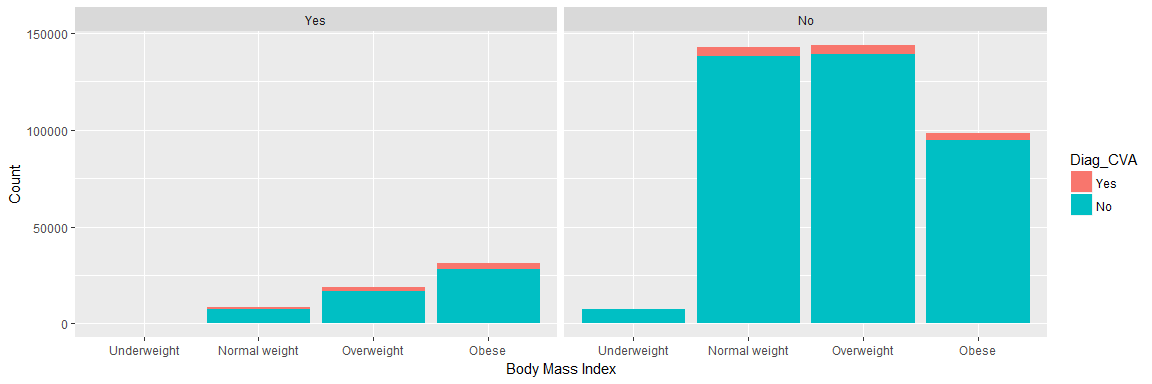 Yes
No
150000
100000
50000
0
Count
Underweight
Normal weight
Overweight
Obese
Underweight
Normal weight
Overweight
Obese
Body Mass Index
Diag_CVA
Yes
No